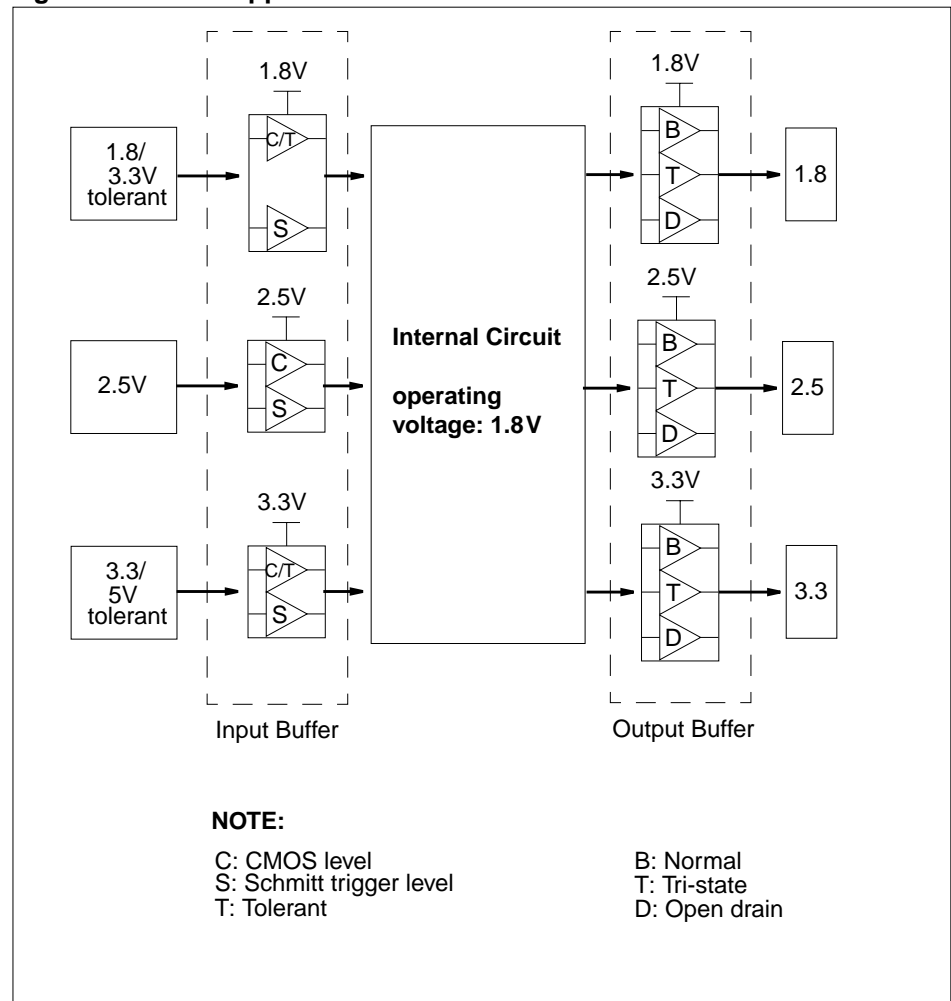 1.8V
1.8V
C/T
B
1.8/
3.3V
tolerant
T
1.8
S
D
2.5V
2.5V
Internal Circuit
operating
voltage: 1.8V
C
B
2.5V
T
2.5
S
D
3.3V
3.3V
C/T
B
3.3/
5V
tolerant
T
3.3
S
D
Input Buffer
Output Buffer
NOTE:
C: CMOS level
S: Schmitt trigger level
T: Tolerant
B: Normal
T: Tri-state
D: Open drain